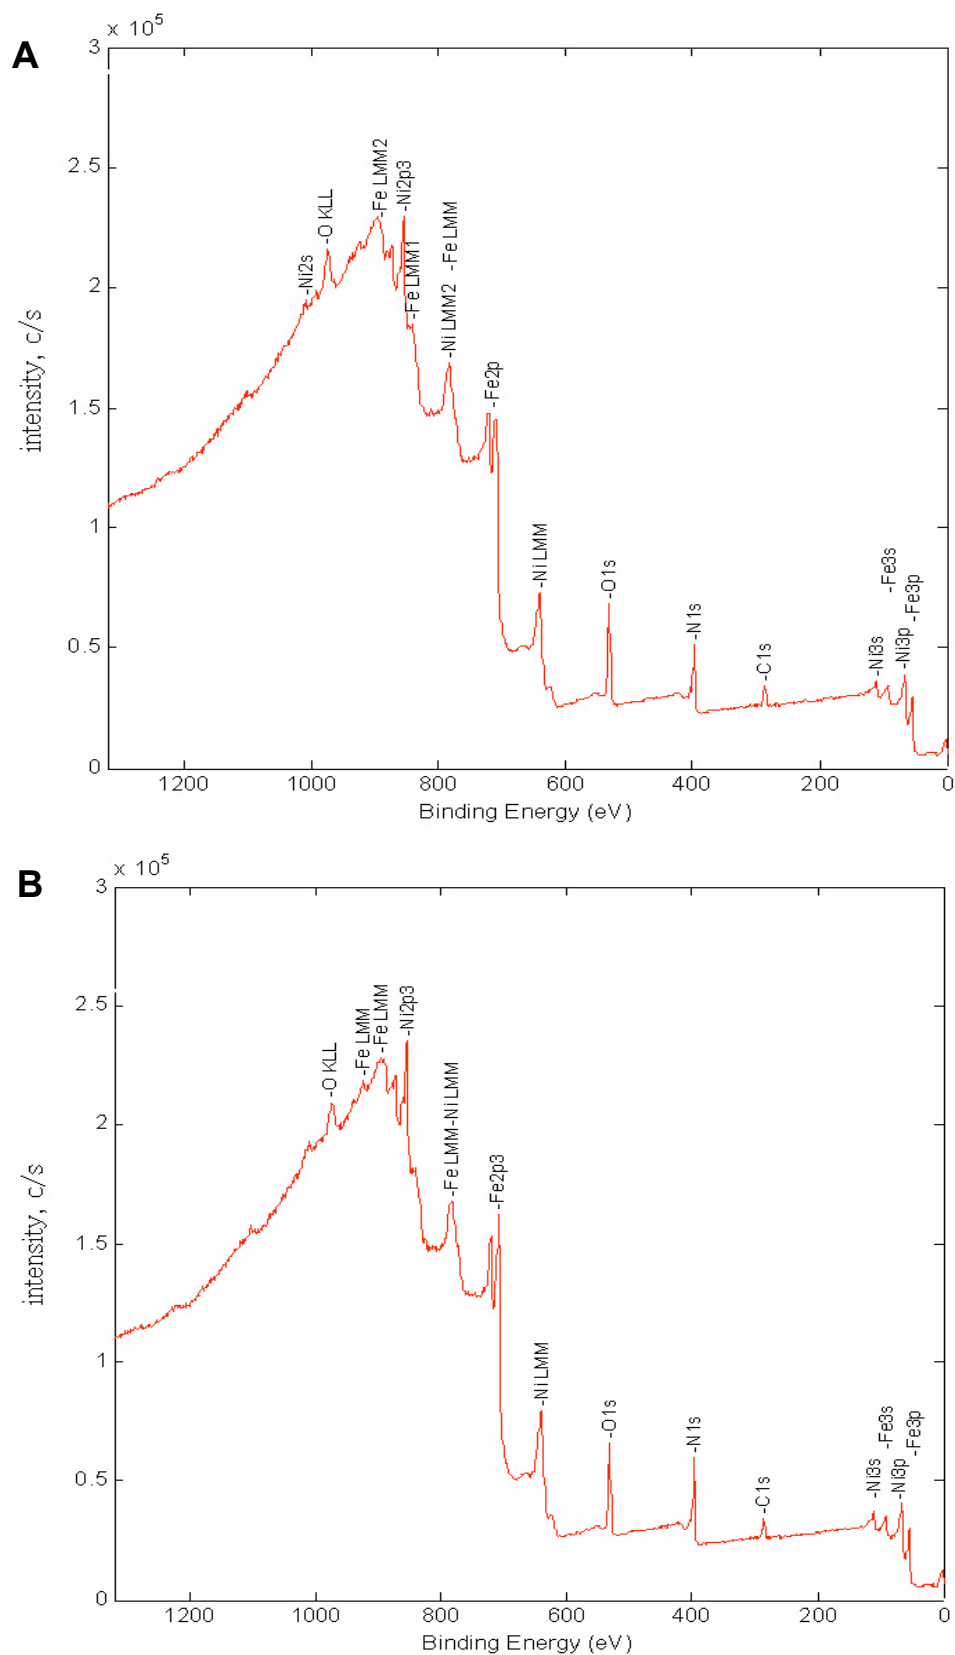 A
× 10⁵
3
2.5
2
1.5
1
0.5
0
intensity, c/s
-Ni2s
-O KLL
-Fe LMM2
-Ni2p3
-Fe LMM1
-Ni LMM2
-Fe LMM
-Fe2p
-Ni LMM
-O1s
-N1s
-C1s
-Ni3s
-Fe3s
-Ni3p
-Fe3p
1200 1000 800 600 400 200 0
Binding Energy (eV)
B
× 10⁵
3
2.5
2
1.5
1
0.5
0
intensity, c/s
-O KLL
-Fe LMM
-Fe LMM
-Ni2p3
-Fe LMM-Ni LMM
-Fe2p3
-Ni LMM
-O1s
-N1s
-C1s
-Ni3s
-Fe3s
-Ni3p
-Fe3p
1200 1000 800 600 400 200 0
Binding Energy (eV)